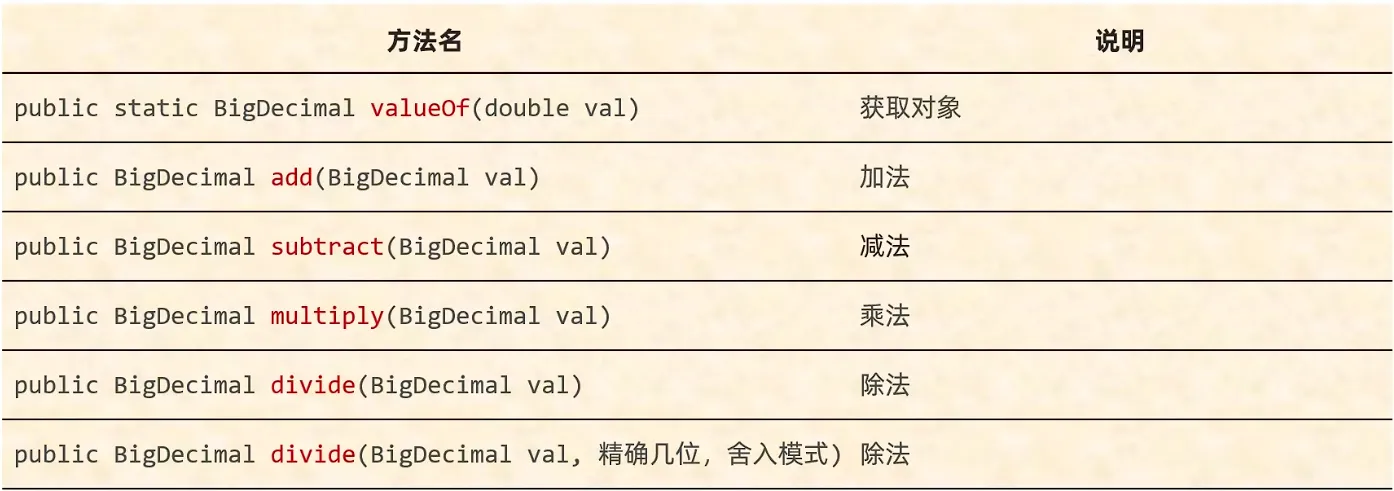 方法名 说明
public static BigDecimal valueOf(double val) 获取对象
public BigDecimal add(BigDecimal val) 加法
public BigDecimal subtract(BigDecimal val) 减法
public BigDecimal multiply(BigDecimal val) 乘法
public BigDecimal divide(BigDecimal val) 除法
public BigDecimal divide(BigDecimal val, 精确几位，舍入模式) 除法